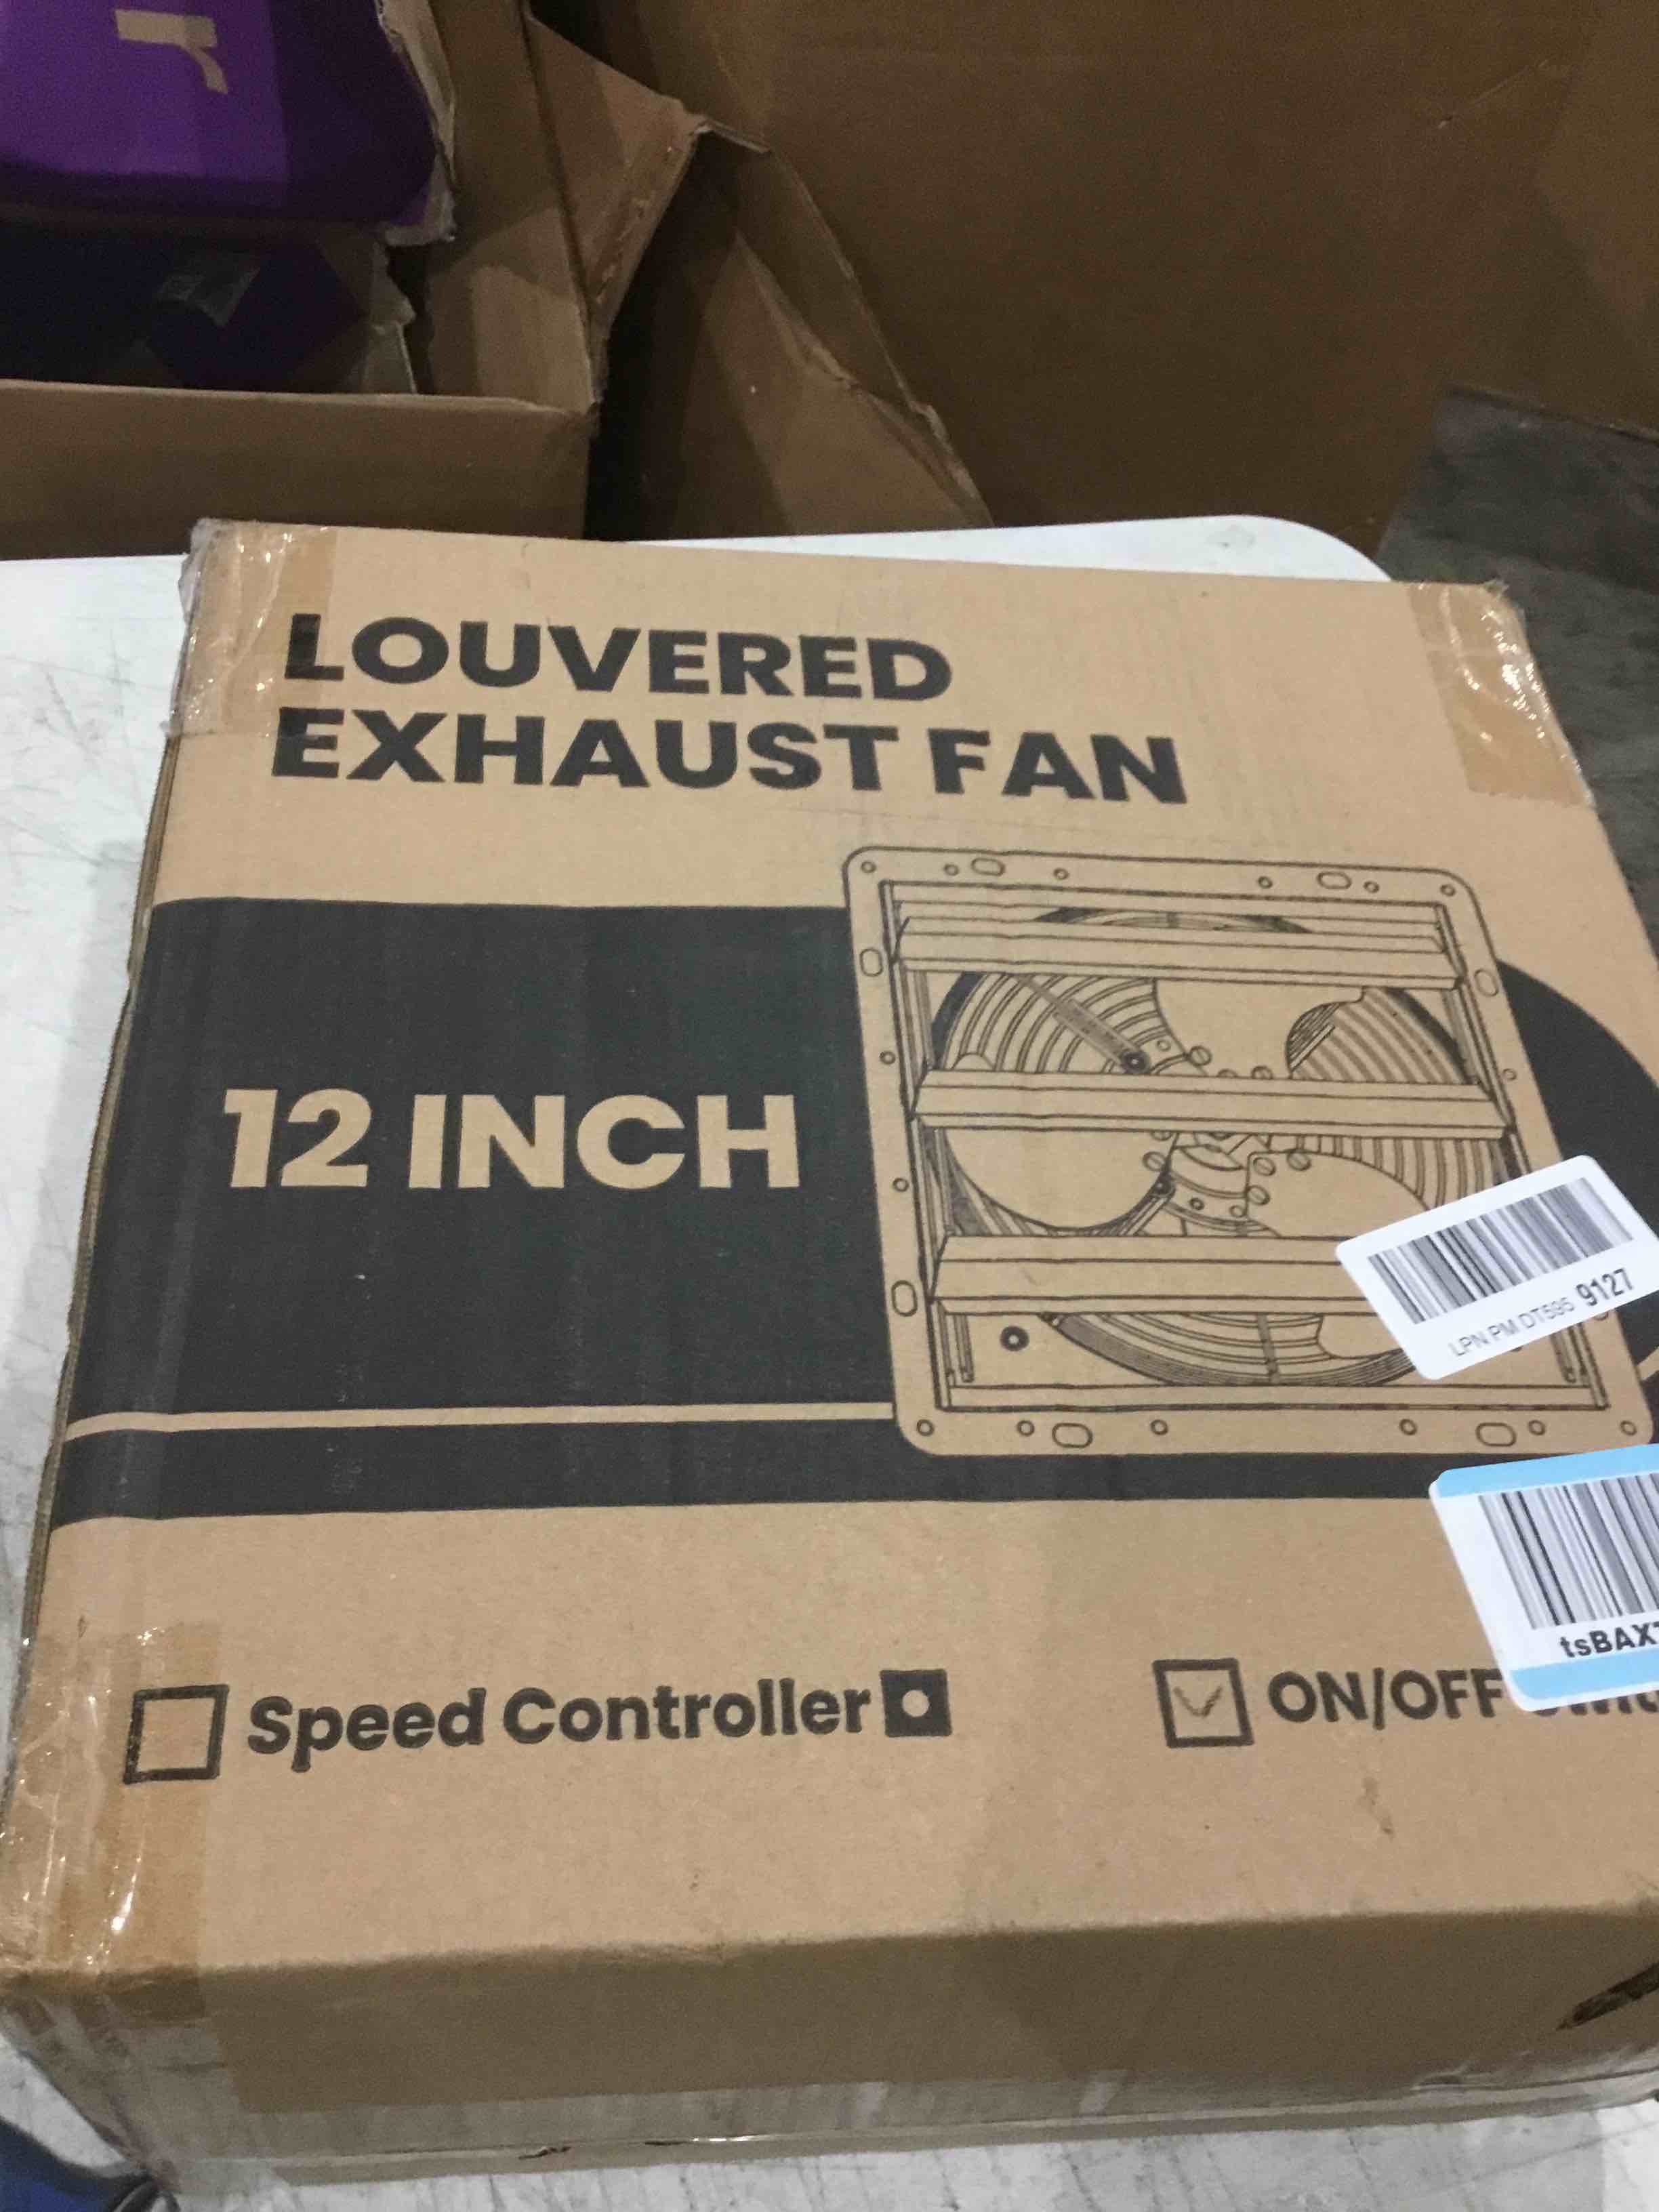 r
LOUVERED
EXHAUST FAN
12 INCH
LPN PM DT595 9127
tsBAX
Speed Controller
ON/OFF